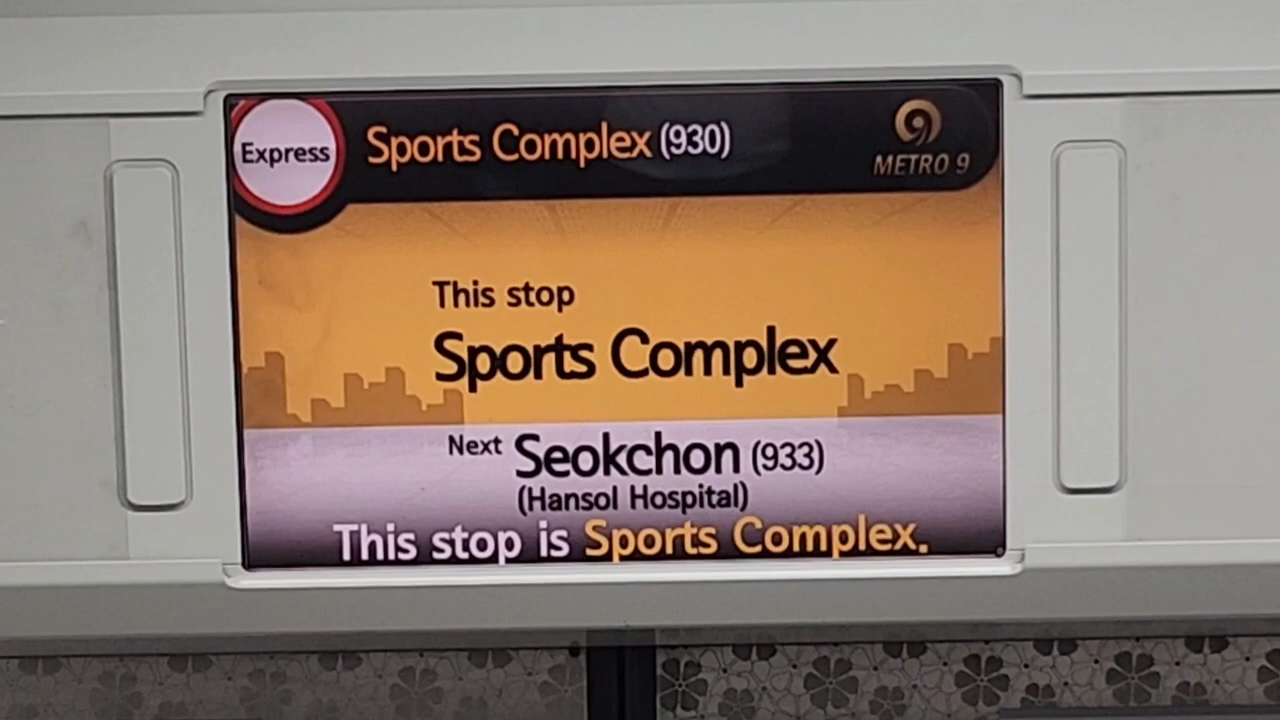 Express
Sports Complex (930)
METRO 9
This stop
Sports Complex
Next Seokchon (933)
(Hansol Hospital)
This stop is Sports Complex.